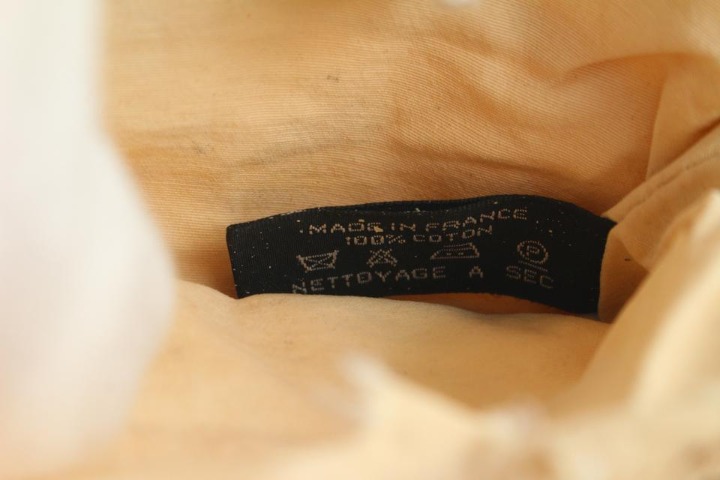 MADE IN FRANCE
100% COTON
NETTOYAGE A SEC